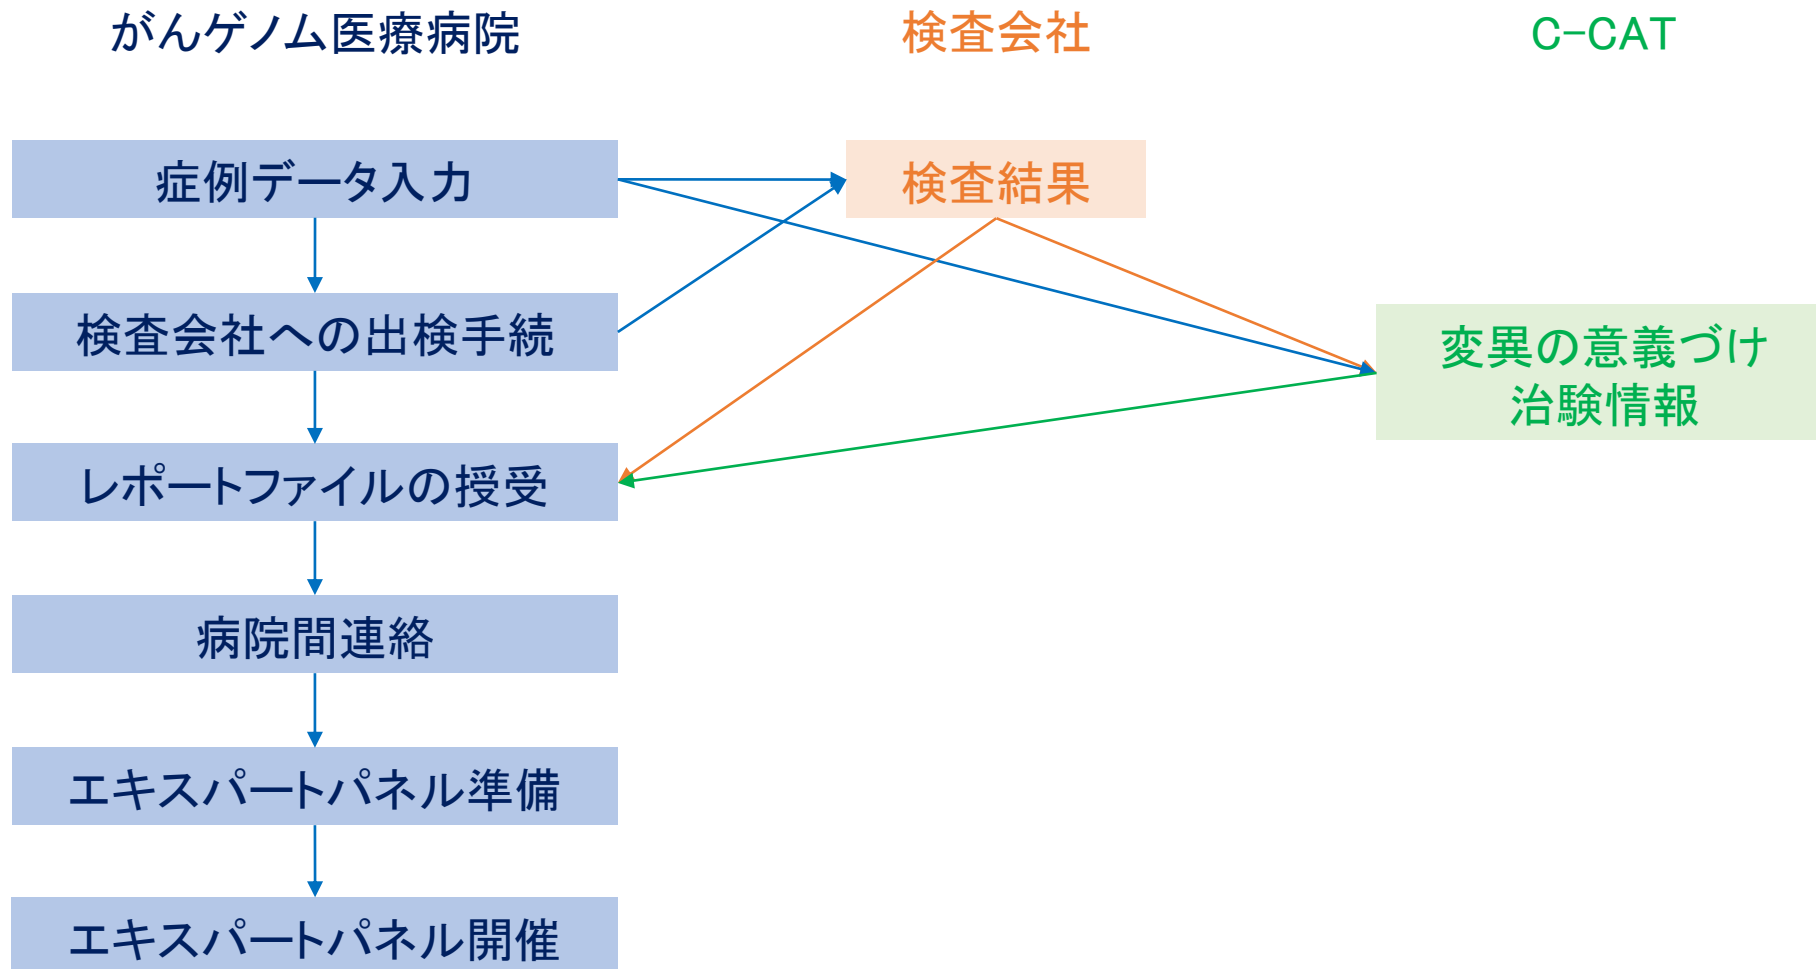 がんゲノム医療病院
検査会社
C-CAT
症例データ入力
検査結果
検査会社への出検手続
変異の意義づけ
治験情報
レポートファイルの授受
病院間連絡
エキスパートパネル準備
エキスパートパネル開催